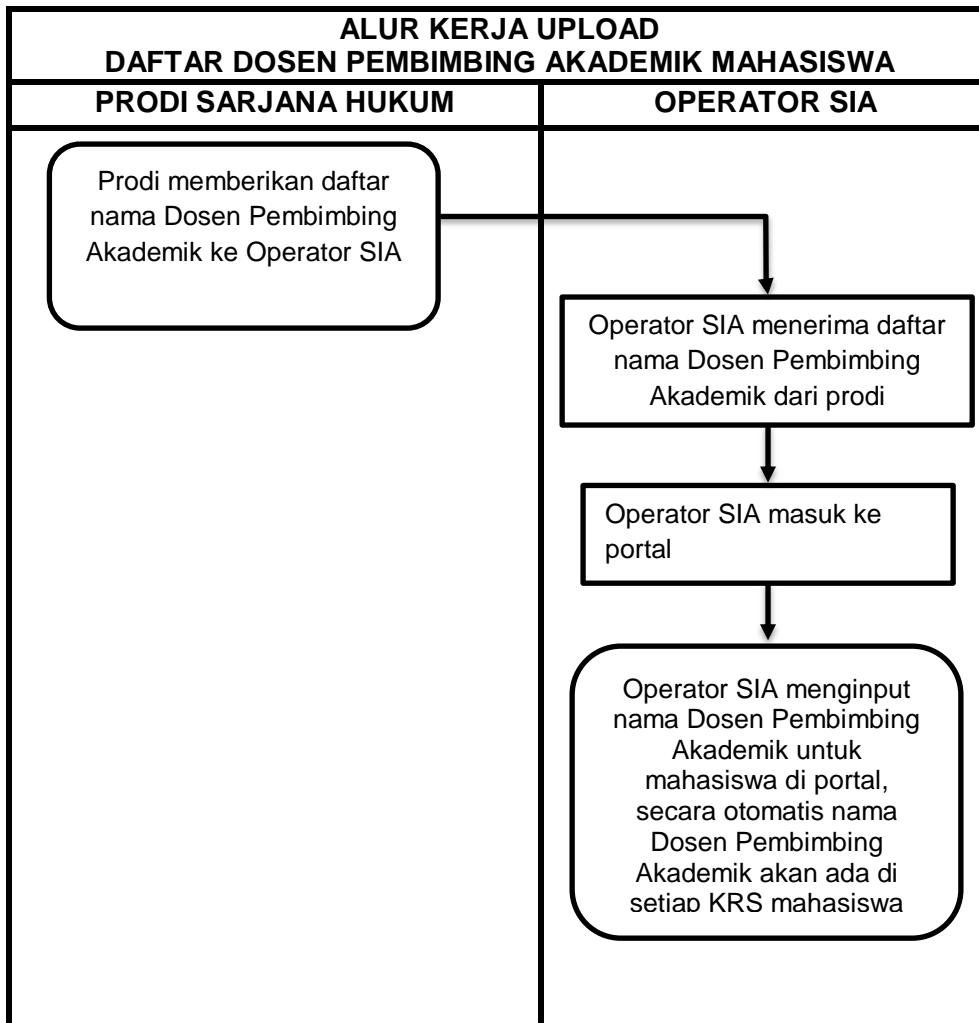 ALUR KERJA UPLOAD
DAFTAR DOSEN PEMBIMBING AKADEMIK MAHASISWA
PRODI SARJANA HUKUM
OPERATOR SIA
Prodi memberikan daftar
nama Dosen Pembimbing
Akademik ke Operator SIA
Operator SIA menerima daftar
nama Dosen Pembimbing
Akademik dari prodi
Operator SIA masuk ke
portal
Operator SIA menginput
nama Dosen Pembimbing
Akademik untuk
mahasiswa di portal,
secara otomatis nama
Dosen Pembimbing
Akademik akan ada di
setiap KRS mahasiswa